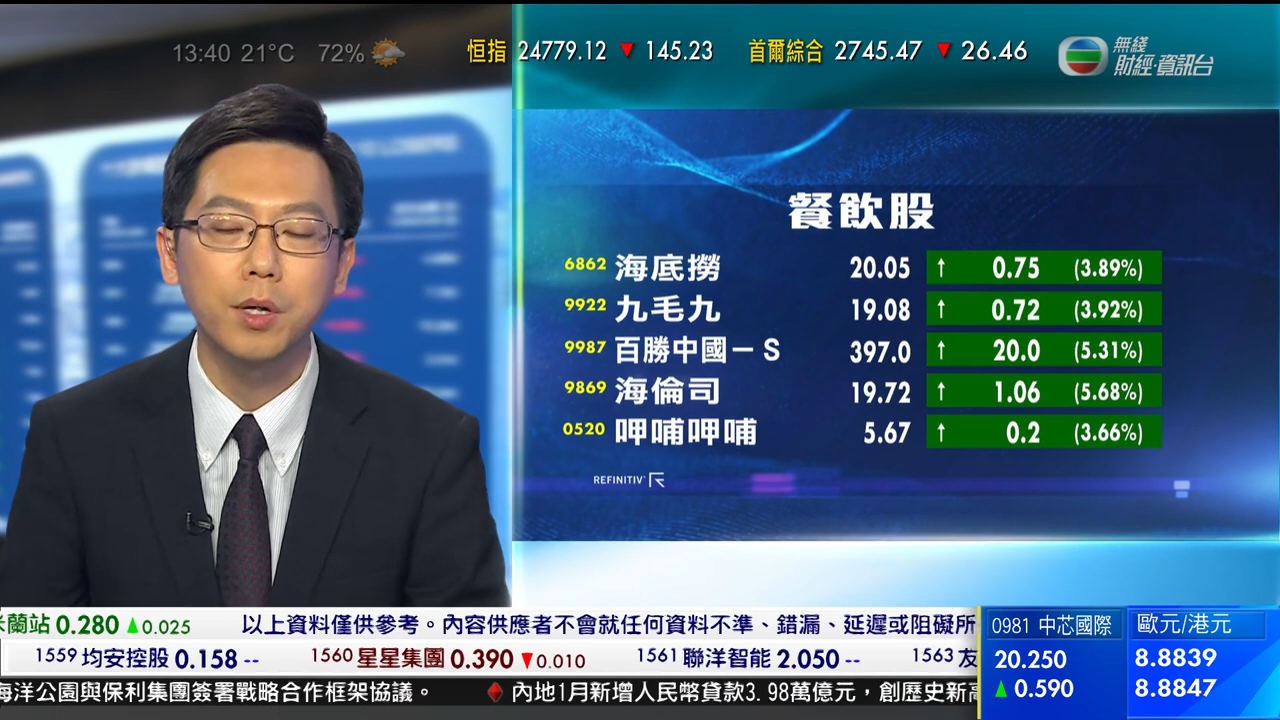 13:40 21°C 72% 恒指 24779.12 ▼ 145.23 首爾綜合 2745.47 ▼ 26.46 無綫
財經·資訊台
餐飲股
6862 海底撈 20.05 ↑ 0.75 (3.89%)
9922 九毛九 19.08 ↑ 0.72 (3.92%)
9987 百勝中國－S 397.0 ↑ 20.0 (5.31%)
9869 海倫司 19.72 ↑ 1.06 (5.68%)
0520 呷哺呷哺 5.67 ↑ 0.2 (3.66%)
REFINITIV
蘭站 0.280 ▲0.025 以上資料僅供參考。內容供應者不會就任何資料不準、錯漏、延遲或阻礙所
1559 均安控股 0.158 -- 1560 星星集團 0.390 ▼0.010 1561 聯洋智能 2.050 -- 1563 友
海洋公園與保利集團簽署戰略合作框架協議。 ◆ 內地1月新增人民幣貸款3.98萬億元，創歷史新高
0981 中芯國際
20.250
▲ 0.590
歐元/港元
8.8839
8.8847